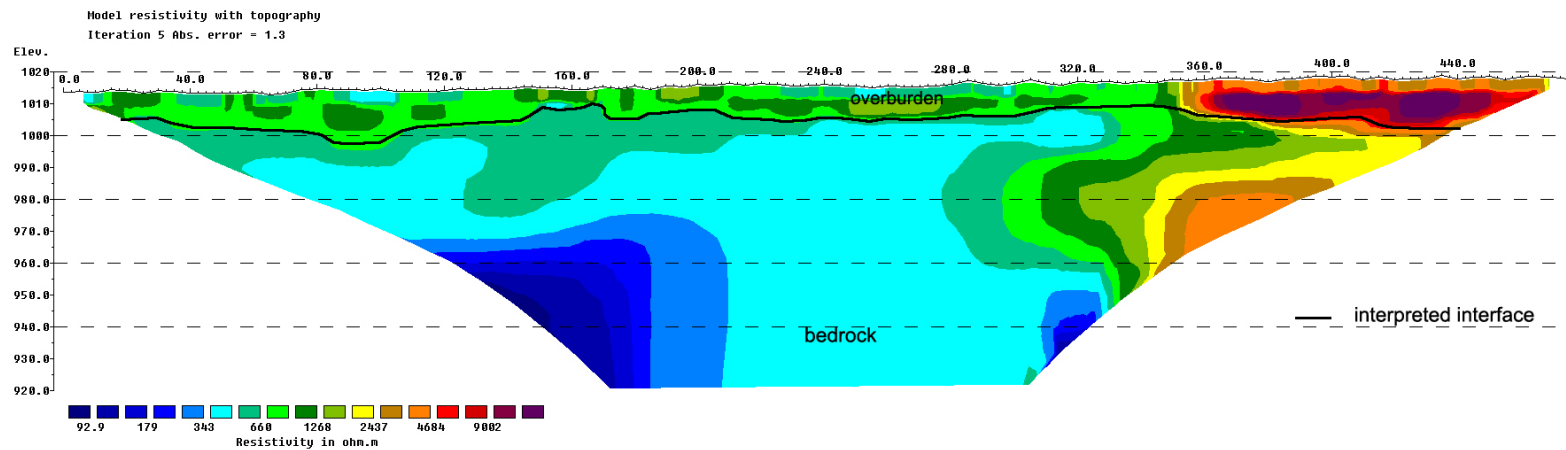 Model resistivity with topography
Iteration 5 Abs. error = 1.3
Elev.
1020
0.0 40.0 80.0 120.0 160.0 200.0 240.0 280.0 320.0 360.0 400.0 440.0
overburden
1010
1000
990.0
980.0
970.0
960.0
950.0
interpreted interface
940.0
bedrock
930.0
920.0
92.9 179 343 660 1268 2437 4684 9002
Resistivity in ohm.m